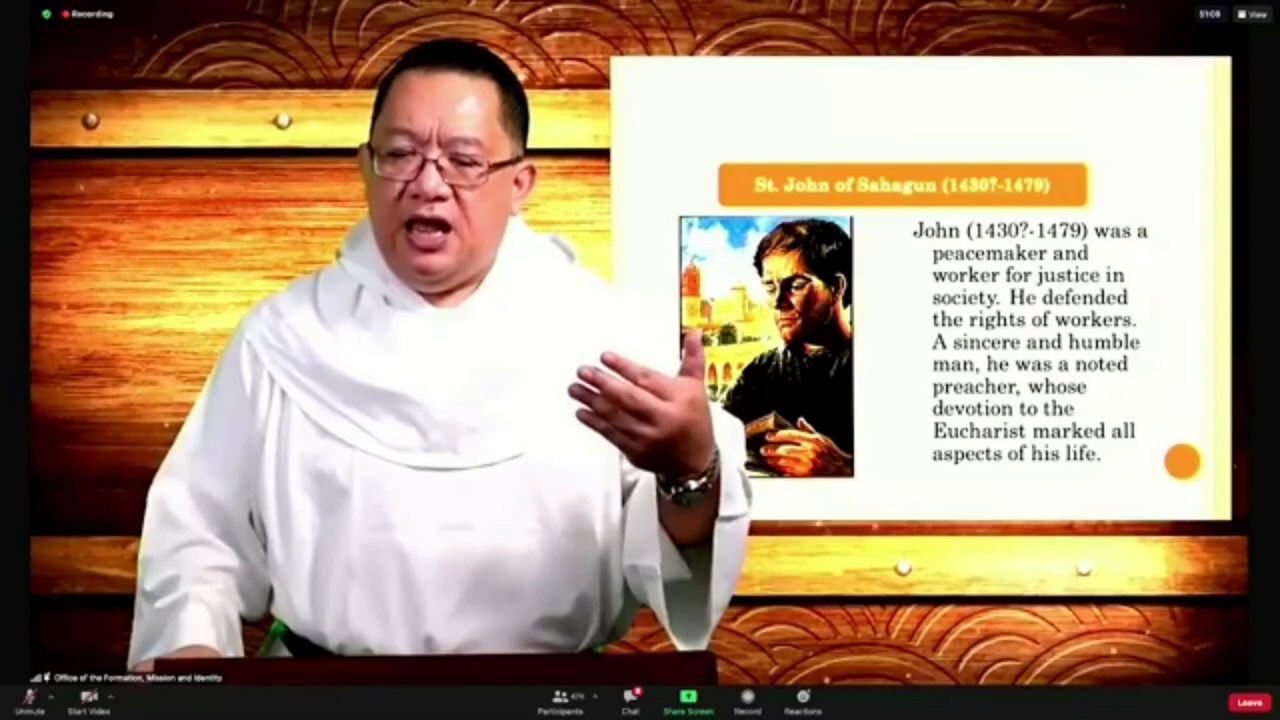 Recording
51:08
View
St. John of Sahagun (1430?-1479)
John (1430?-1479) was a
peacemaker and
worker for justice in
society. He defended
the rights of workers.
A sincere and humble
man, he was a noted
preacher, whose
devotion to the
Eucharist marked all
aspects of his life.
Office of the Formation, Mission and Identity
Unmute
Start Video
Participants
Chat
Share Screen
Record
Reactions
Leave